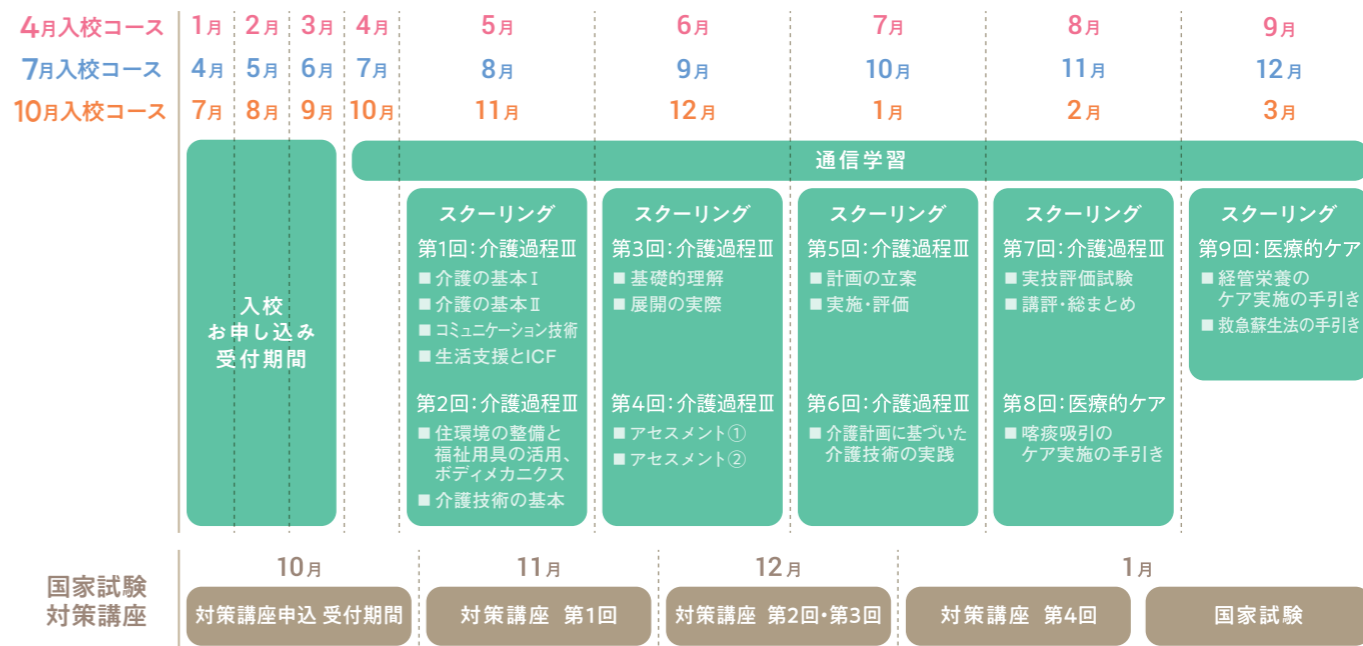 4月入校コース 1月 2月 3月 4月 5月 6月 7月 8月 9月
7月入校コース 4月 5月 6月 7月 8月 9月 10月 11月 12月
10月入校コース 7月 8月 9月 10月 11月 12月 1月 2月 3月
入校
お申し込み
受付期間
通信学習
スクーリング
第1回：介護過程Ⅲ
■ 介護の基本Ⅰ
■ 介護の基本Ⅱ
■ コミュニケーション技術
■ 生活支援とICF
第2回：介護過程Ⅲ
■ 住環境の整備と
福祉用具の活用、
ボディメカニクス
■ 介護技術の基本
スクーリング
第3回：介護過程Ⅲ
■ 基礎的理解
■ 展開の実際
第4回：介護過程Ⅲ
■ アセスメント①
■ アセスメント②
スクーリング
第5回：介護過程Ⅲ
■ 計画の立案
■ 実施・評価
第6回：介護過程Ⅲ
■ 介護計画に基づいた
介護技術の実践
スクーリング
第7回：介護過程Ⅲ
■ 実技評価試験
■ 講評・総まとめ
第8回：医療的ケア
■ 喀痰吸引の
ケア実施の手引き
スクーリング
第9回：医療的ケア
■ 経管栄養の
ケア実施の手引き
■ 救急蘇生法の手引き
国家試験
対策講座
10月 11月 12月 1月
対策講座申込 受付期間
対策講座 第1回
対策講座 第2回・第3回
対策講座 第4回
国家試験